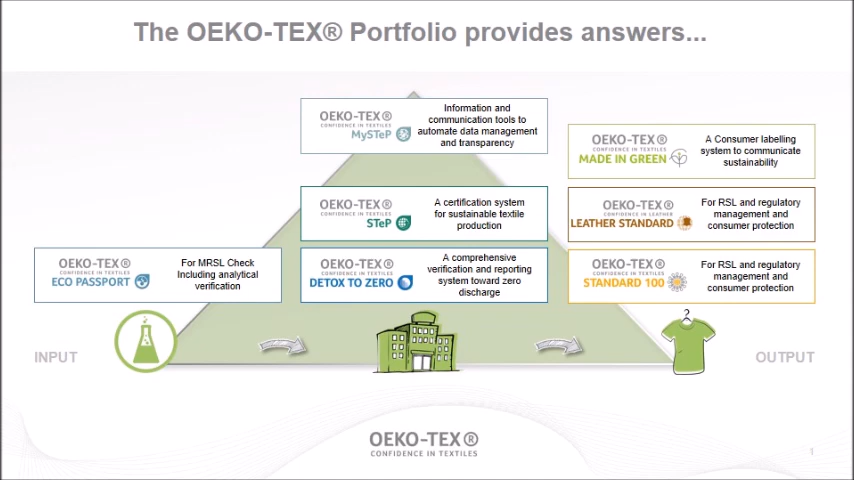 The OEKO-TEX® Portfolio provides answers...
OEKO-TEX®
CONFIDENCE IN TEXTILES
MySTeP
Information and
communication tools to
automate data management
and transparency
OEKO-TEX®
CONFIDENCE IN TEXTILES
MADE IN GREEN
A Consumer labelling
system to communicate
sustainability
OEKO-TEX®
CONFIDENCE IN TEXTILES
STeP
A certification system
for sustainable textile
production
OEKO-TEX®
CONFIDENCE IN LEATHER
LEATHER STANDARD
For RSL and regulatory
management and
consumer protection
OEKO-TEX®
CONFIDENCE IN TEXTILES
ECO PASSPORT
For MRSL Check
Including analytical
verification
OEKO-TEX®
CONFIDENCE IN TEXTILES
DETOX TO ZERO
A comprehensive
verification and reporting
system toward zero
discharge
OEKO-TEX®
CONFIDENCE IN TEXTILES
STANDARD 100
For RSL and regulatory
management and
consumer protection
INPUT
OUTPUT
OEKO-TEX®
CONFIDENCE IN TEXTILES
1